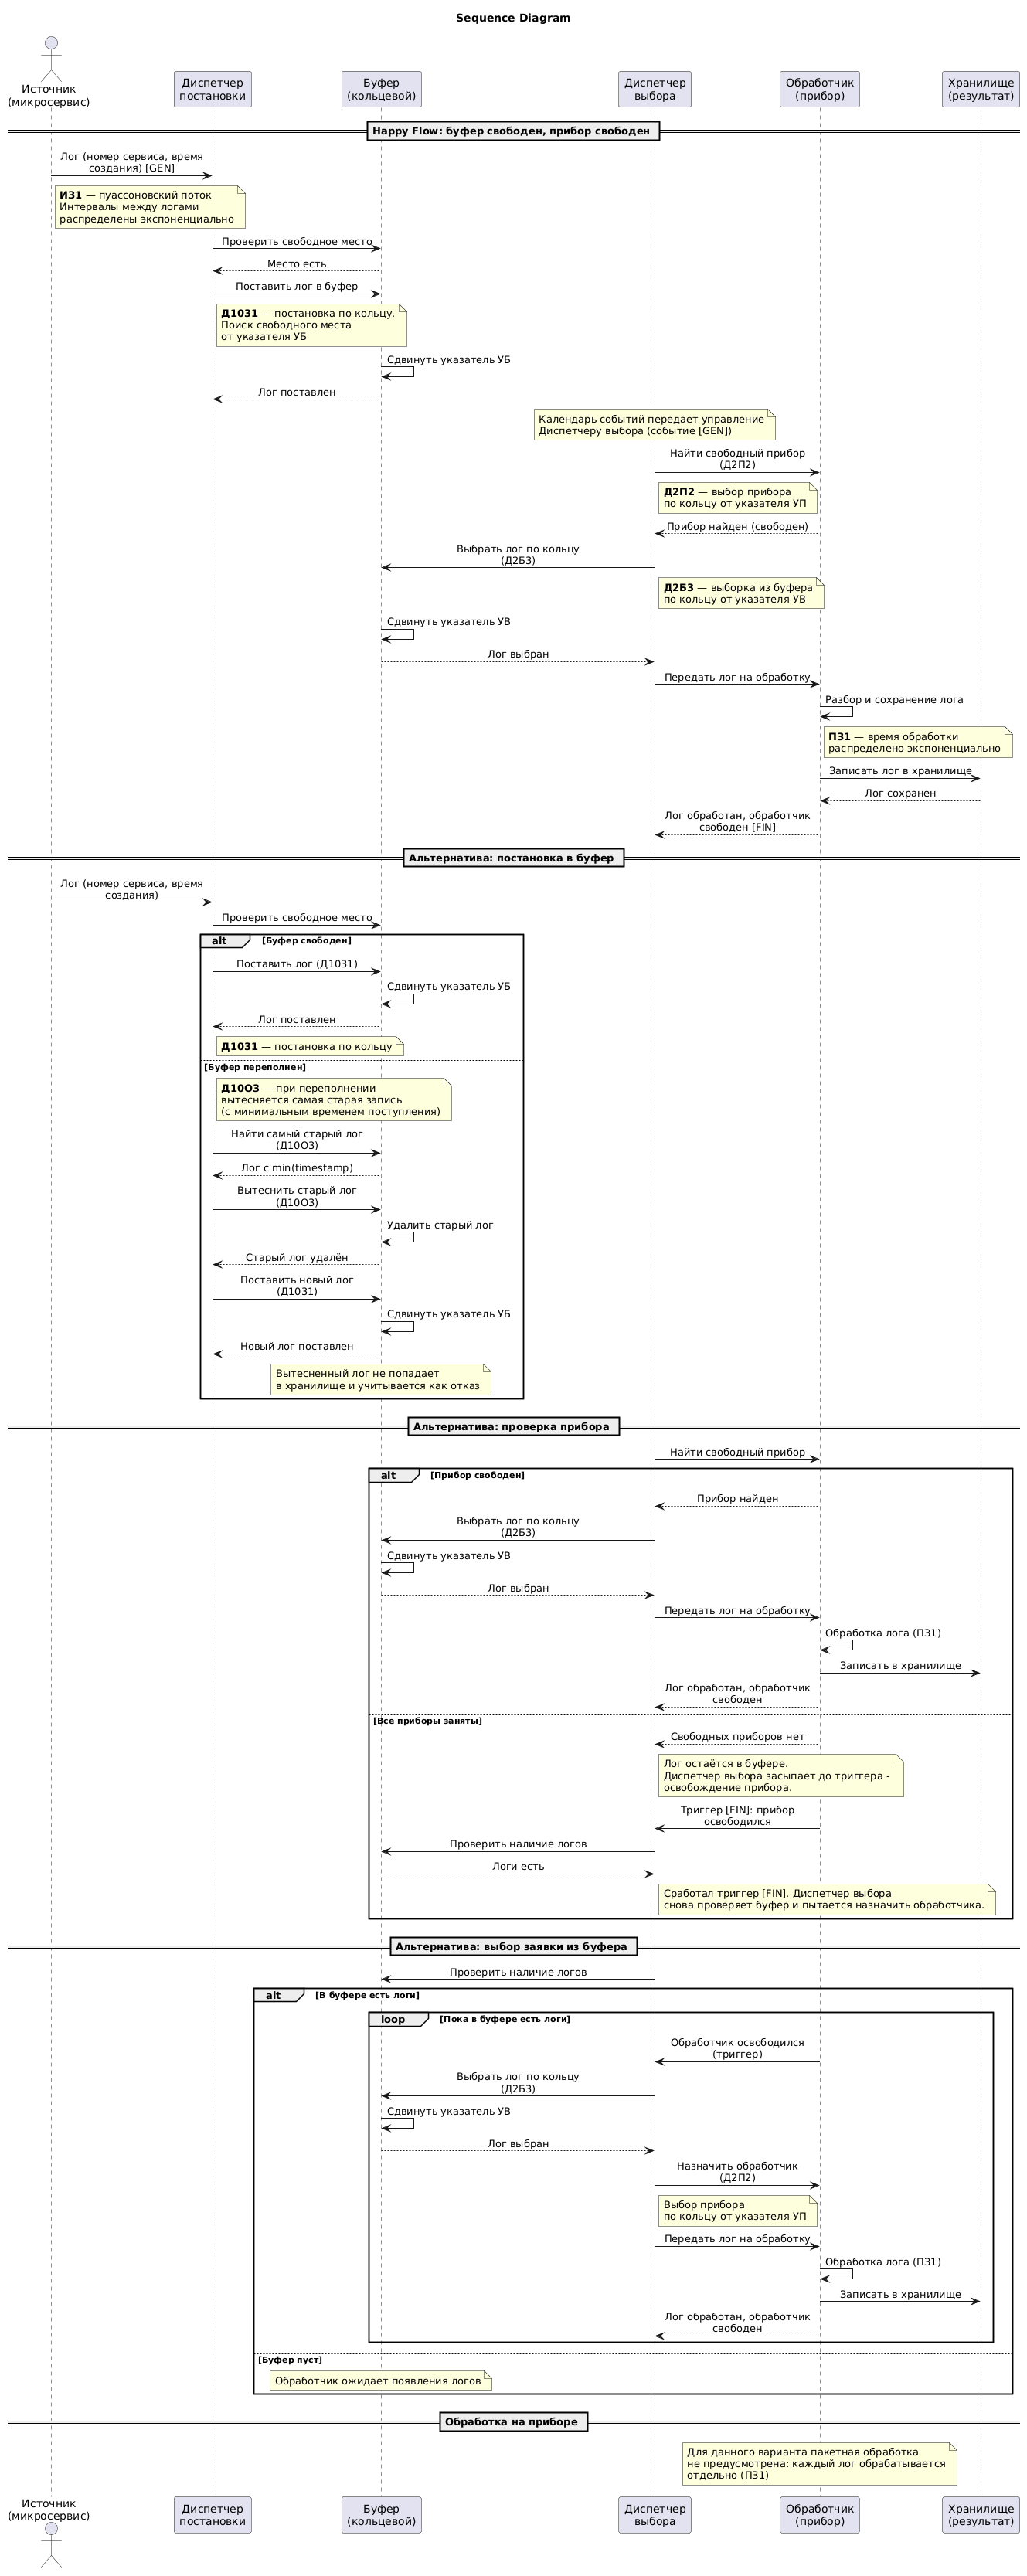 Sequence Diagram
Источник
(микросервис)
Диспетчер
постановки
Буфер
(кольцевой)
Диспетчер
выбора
Обработчик
(прибор)
Хранилище
(результат)
Happy Flow: буфер свободен, прибор свободен
Лог (номер сервиса, время
создания) [GEN]
ИЗ1 — пуассоновский поток
Интервалы между логами
распределены экспоненциально
Проверить свободное место
Место есть
Поставить лог в буфер
Д1031 — постановка по кольцу.
Поиск свободного места
от указателя УБ
Сдвинуть указатель УБ
Лог поставлен
Календарь событий передает управление
Диспетчеру выбора (событие [GEN])
Найти свободный прибор
(Д2П2)
Д2П2 — выбор прибора
по кольцу от указателя УП
Прибор найден (свободен)
Выбрать лог по кольцу
(Д2Б3)
Д2Б3 — выборка из буфера
по кольцу от указателя УВ
Сдвинуть указатель УВ
Лог выбран
Передать лог на обработку
Разбор и сохранение лога
ПЗ1 — время обработки
распределено экспоненциально
Записать лог в хранилище
Лог сохранен
Лог обработан, обработчик
свободен [FIN]
Альтернатива: постановка в буфер
Лог (номер сервиса, время
создания)
Проверить свободное место
alt [Буфер свободен]
Поставить лог (Д1031)
Сдвинуть указатель УБ
Лог поставлен
Д1031 — постановка по кольцу
[Буфер переполнен]
Д10О3 — при переполнении
вытесняется самая старая запись
(с минимальным временем поступления)
Найти самый старый лог
(Д10О3)
Лог с min(timestamp)
Вытеснить старый лог
(Д10О3)
Удалить старый лог
Старый лог удалён
Поставить новый лог
(Д1031)
Сдвинуть указатель УБ
Новый лог поставлен
Вытесненный лог не попадает
в хранилище и учитывается как отказ
Альтернатива: проверка прибора
Найти свободный прибор
alt [Прибор свободен]
Прибор найден
Выбрать лог по кольцу
(Д2Б3)
Сдвинуть указатель УВ
Лог выбран
Передать лог на обработку
Обработка лога (ПЗ1)
Записать в хранилище
Лог обработан, обработчик
свободен
[Все приборы заняты]
Свободных приборов нет
Лог остаётся в буфере.
Диспетчер выбора засыпает до триггера -
освобождение прибора.
Триггер [FIN]: прибор
освободился
Проверить наличие логов
Логи есть
Сработал триггер [FIN]. Диспетчер выбора
снова проверяет буфер и пытается назначить обработчика.
Альтернатива: выбор заявки из буфера
Проверить наличие логов
alt [В буфере есть логи]
loop [Пока в буфере есть логи]
Обработчик освободился
(триггер)
Выбрать лог по кольцу
(Д2Б3)
Сдвинуть указатель УВ
Лог выбран
Назначить обработчик
(Д2П2)
Выбор прибора
по кольцу от указателя УП
Передать лог на обработку
Обработка лога (ПЗ1)
Записать в хранилище
Лог обработан, обработчик
свободен
[Буфер пуст]
Обработчик ожидает появления логов
Обработка на приборе
Для данного варианта пакетная обработка
не предусмотрена: каждый лог обрабатывается
отдельно (ПЗ1)
Источник
(микросервис)
Диспетчер
постановки
Буфер
(кольцевой)
Диспетчер
выбора
Обработчик
(прибор)
Хранилище
(результат)